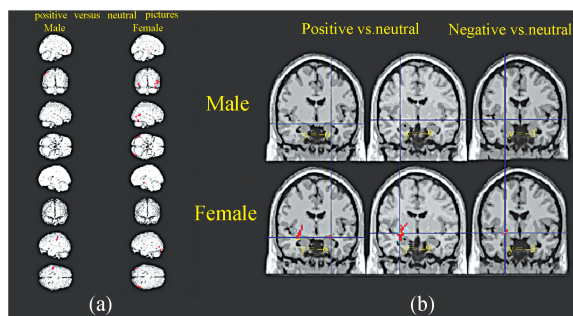 positive versus neutral pictures
Male Female
Positive vs.neutral Negative vs.neutral
Male
Female
(a) (b)